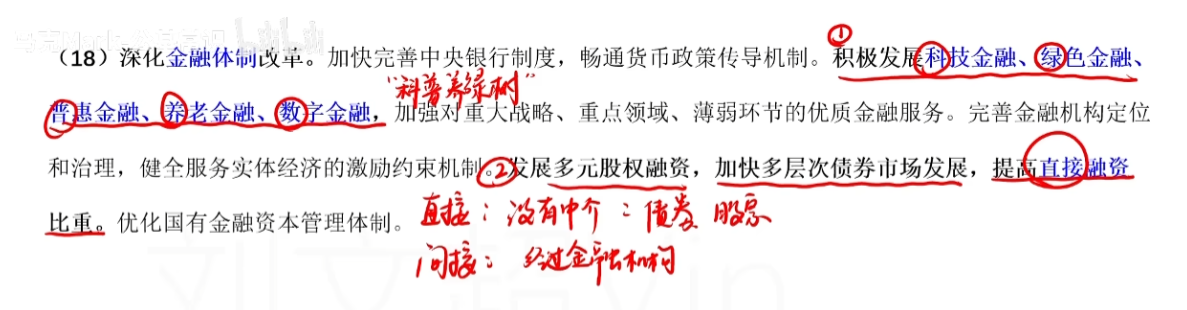 ①
（18）深化金融体制改革。加快完善中央银行制度，畅通货币政策传导机制。积极发展科技金融、绿色金融、
“科普养绿树”
普惠金融、养老金融、数字金融，加强对重大战略、重点领域、薄弱环节的优质金融服务。完善金融机构定位
和治理，健全服务实体经济的激励约束机制。②发展多元股权融资，加快多层次债券市场发展，提高直接融资
比重。优化国有金融资本管理体制。
直接：没有中介：债券 股票
间接：经过金融机构